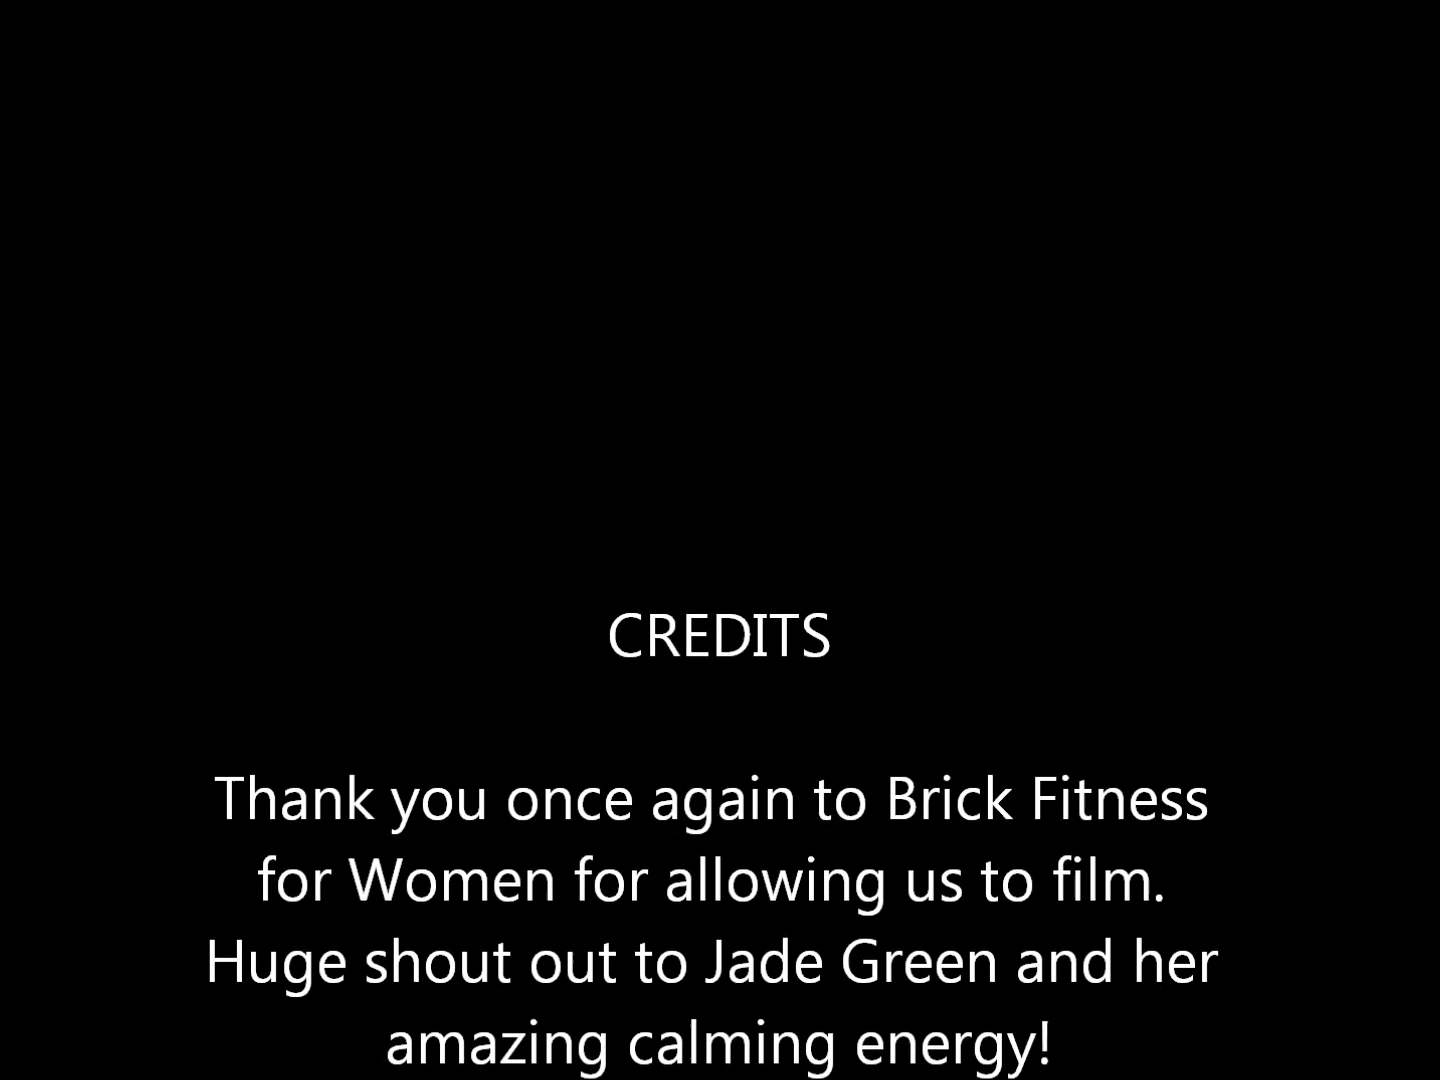 CREDITS
Thank you once again to Brick Fitness
for Women for allowing us to film.
Huge shout out to Jade Green and her
amazing calming energy!